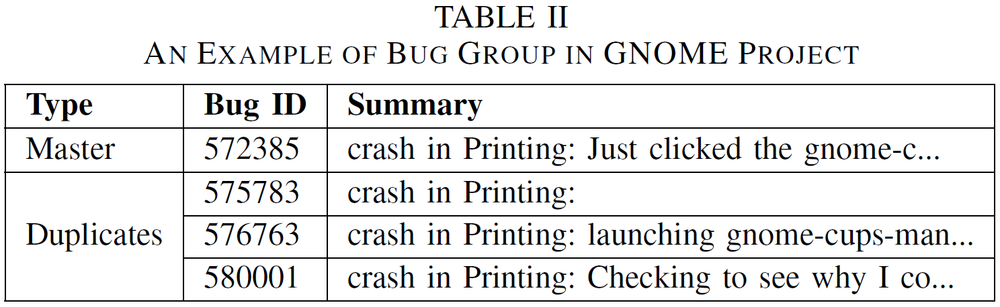 TABLE II
AN EXAMPLE OF BUG GROUP IN GNOME PROJECT
Type Bug ID Summary
Master 572385 crash in Printing: Just clicked the gnome-c...
575783 crash in Printing:
Duplicates 576763 crash in Printing: launching gnome-cups-man...
580001 crash in Printing: Checking to see why I co...